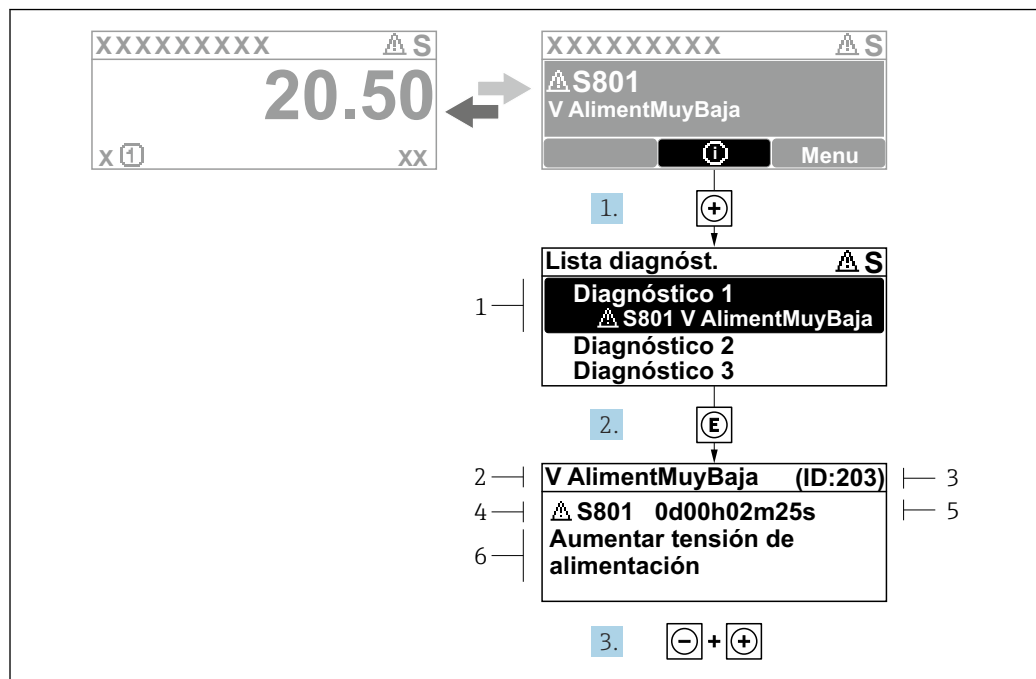 XXXXXXXXX ⚠ S
20.50
x ① xx
XXXXXXXXX ⚠ S
⚠ S801
V AlimentMuyBaja
ⓘ Menu
1. +
Lista diagnóst. ⚠ S
1
Diagnóstico 1
⚠ S801 V AlimentMuyBaja
Diagnóstico 2
Diagnóstico 3
2. E
2 V AlimentMuyBaja (ID:203) 3
4 ⚠ S801 0d00h02m25s 5
6 Aumentar tensión de
alimentación
3. - + +